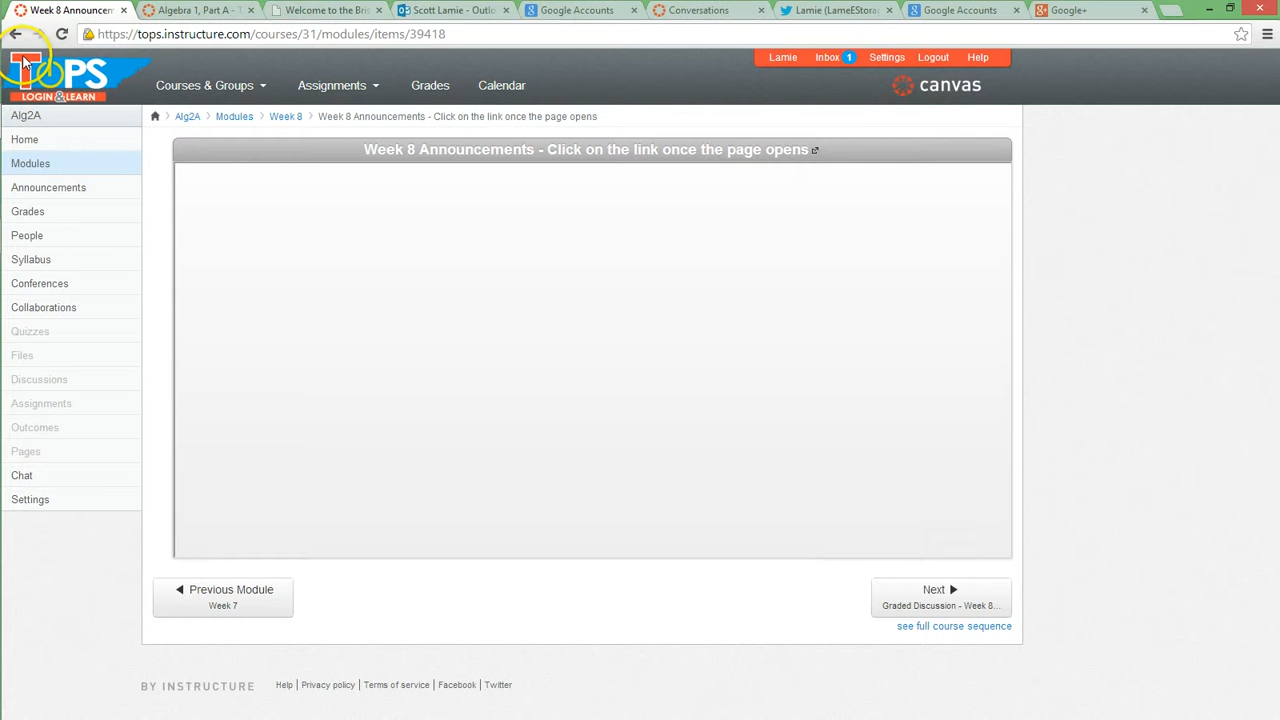 Week 8 Announcem
Algebra 1, Part A - T
Welcome to the Bris
Scott Lamie - Outlo
Google Accounts
Conversations
Lamie (LameEStorag
Google Accounts
Google+
https://tops.instructure.com/courses/31/modules/items/39418
Lamie Inbox 1 Settings Logout Help
TOPS
LOGIN & LEARN
Courses & Groups Assignments Grades Calendar
canvas
Alg2A
Alg2A Modules Week 8 Week 8 Announcements - Click on the link once the page opens
Home
Modules
Announcements
Grades
People
Syllabus
Conferences
Collaborations
Quizzes
Files
Discussions
Assignments
Outcomes
Pages
Chat
Settings
Week 8 Announcements - Click on the link once the page opens
Previous Module
Week 7
Next
Graded Discussion - Week 8...
see full course sequence
BY INSTRUCTURE
Help | Privacy policy | Terms of service | Facebook | Twitter